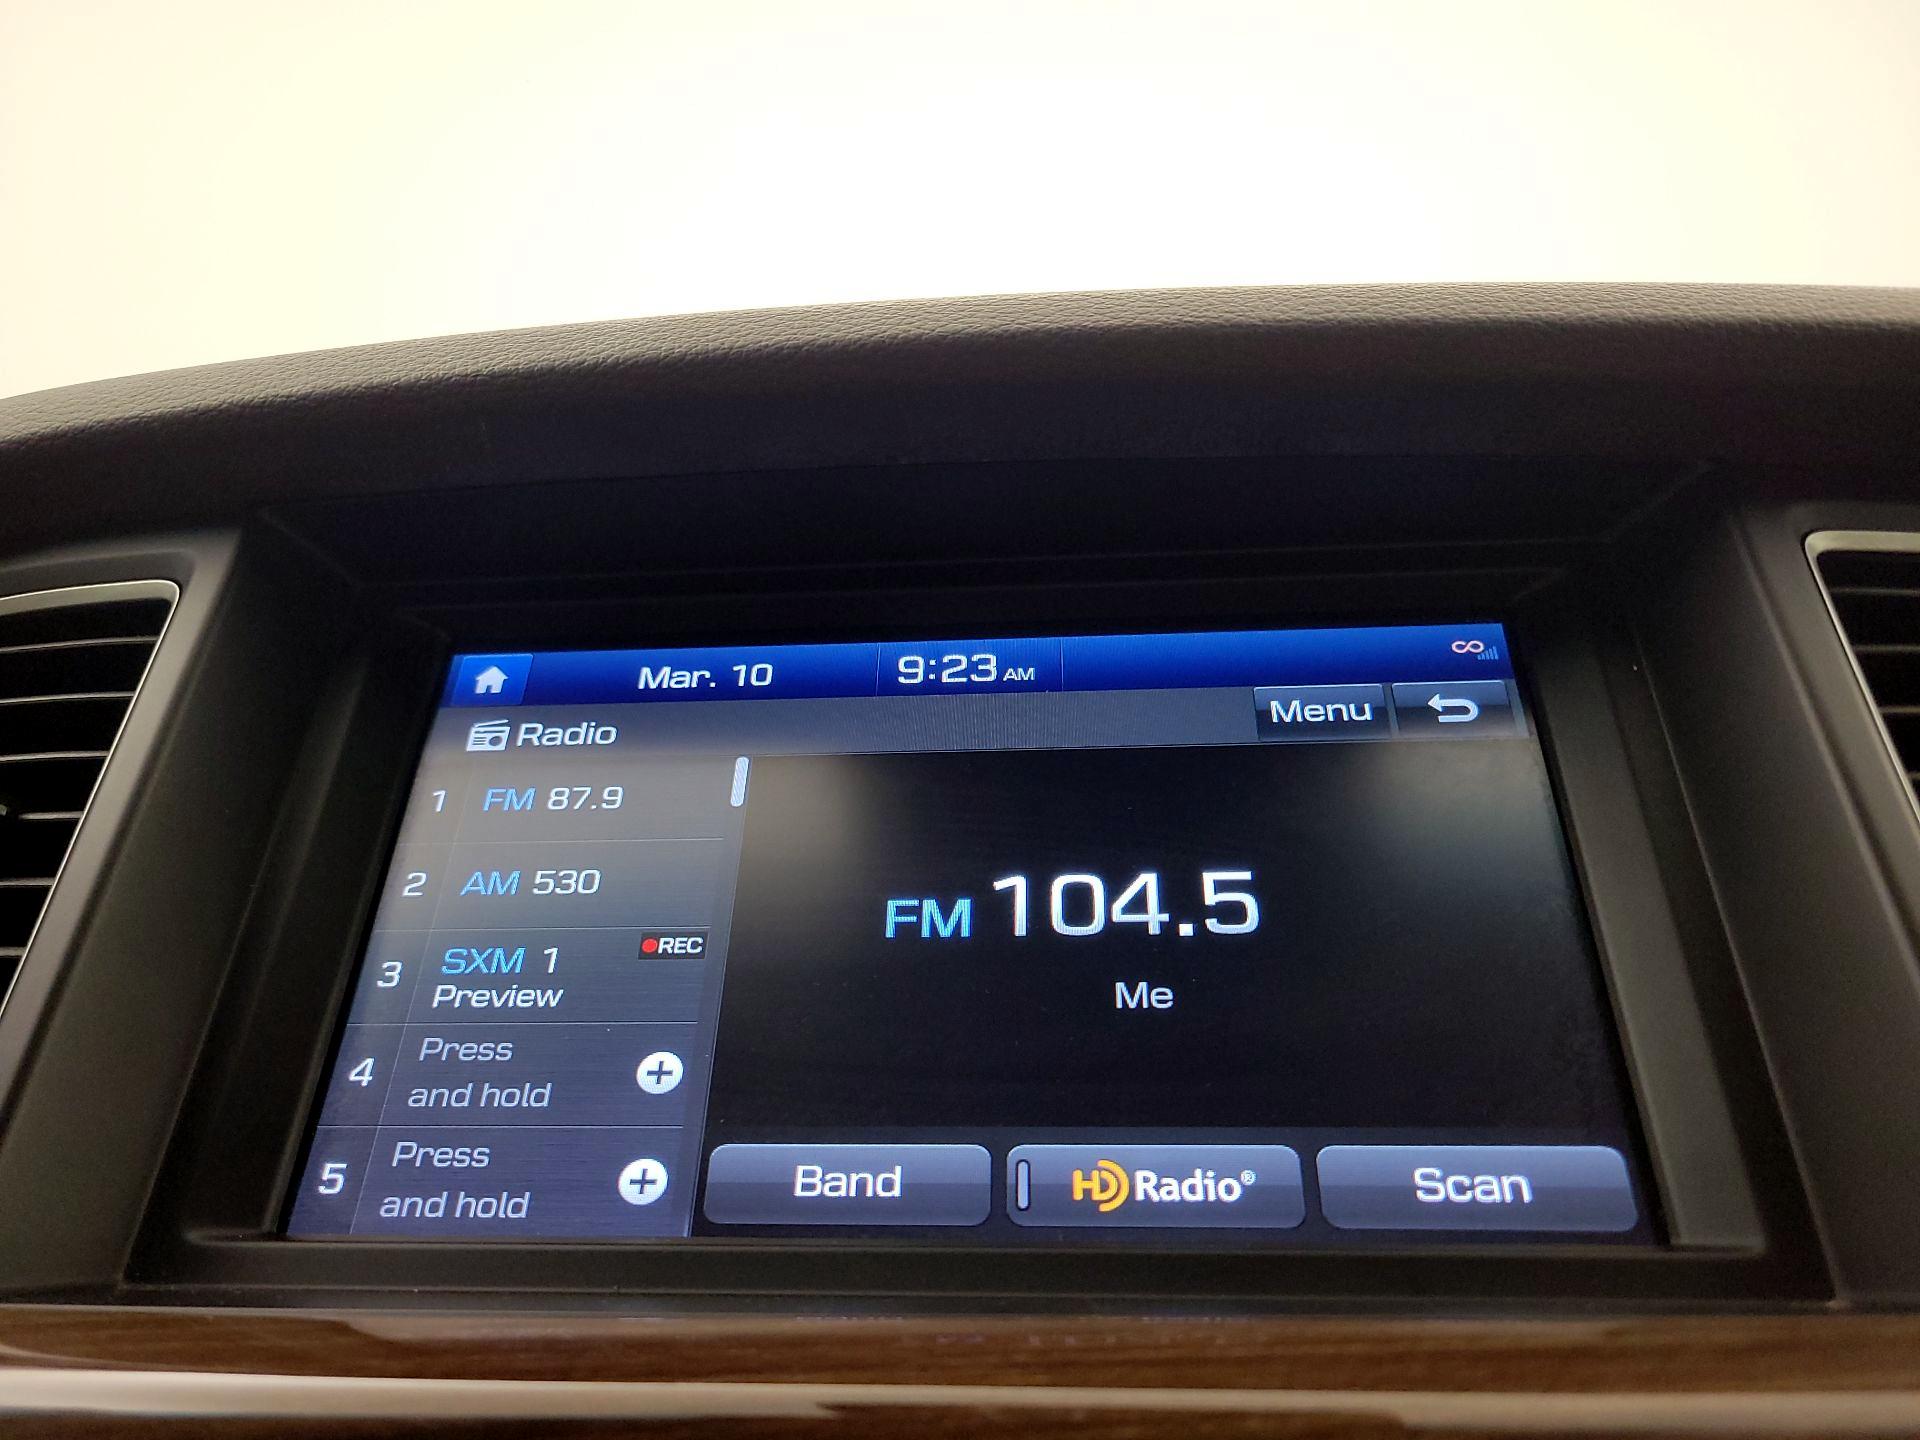 Mar. 10
9:23 AM
Radio
Menu
1 FM 87.9
2 AM 530
3 SXM 1
Preview
REC
4 Press
and hold
5 Press
and hold
FM 104.5
Me
Band
HD Radio®
Scan